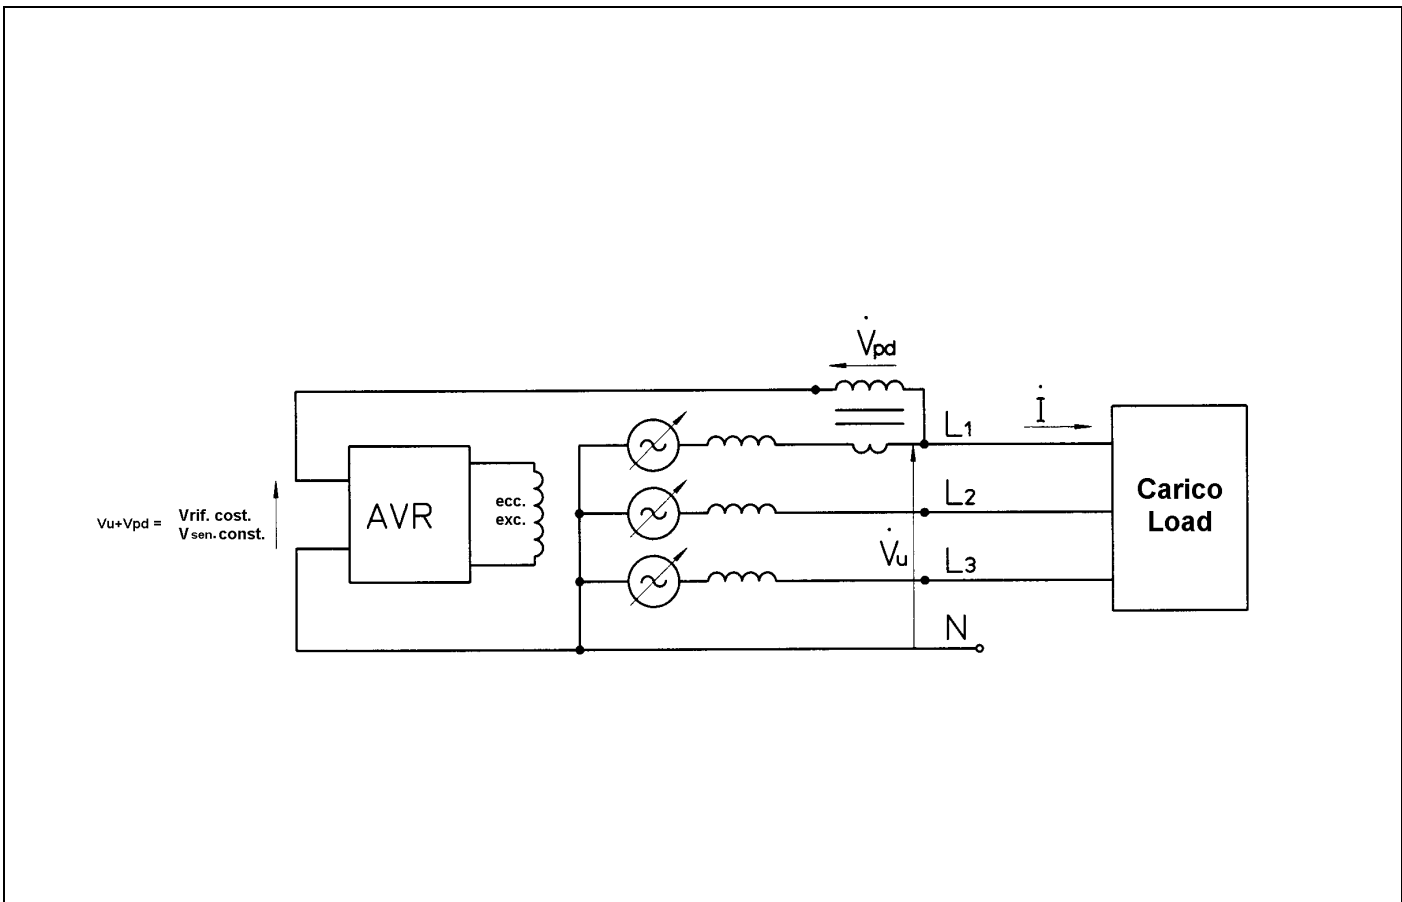 V̇pd
İ
L1
Carico
Load
AVR
ecc.
exc.
L2
Vu+Vpd = Vrif. cost.
Vsen. const.
V̇u
L3
N